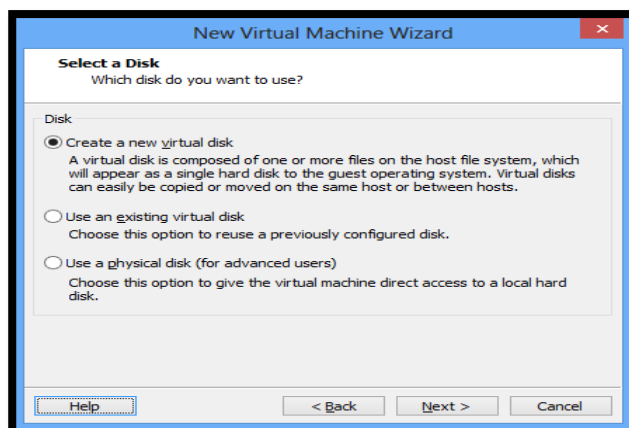 New Virtual Machine Wizard
×
Select a Disk
Which disk do you want to use?
Disk
Create a new virtual disk
A virtual disk is composed of one or more files on the host file system, which
will appear as a single hard disk to the guest operating system. Virtual disks
can easily be copied or moved on the same host or between hosts.
Use an existing virtual disk
Choose this option to reuse a previously configured disk.
Use a physical disk (for advanced users)
Choose this option to give the virtual machine direct access to a local hard
disk.
Help < Back Next > Cancel